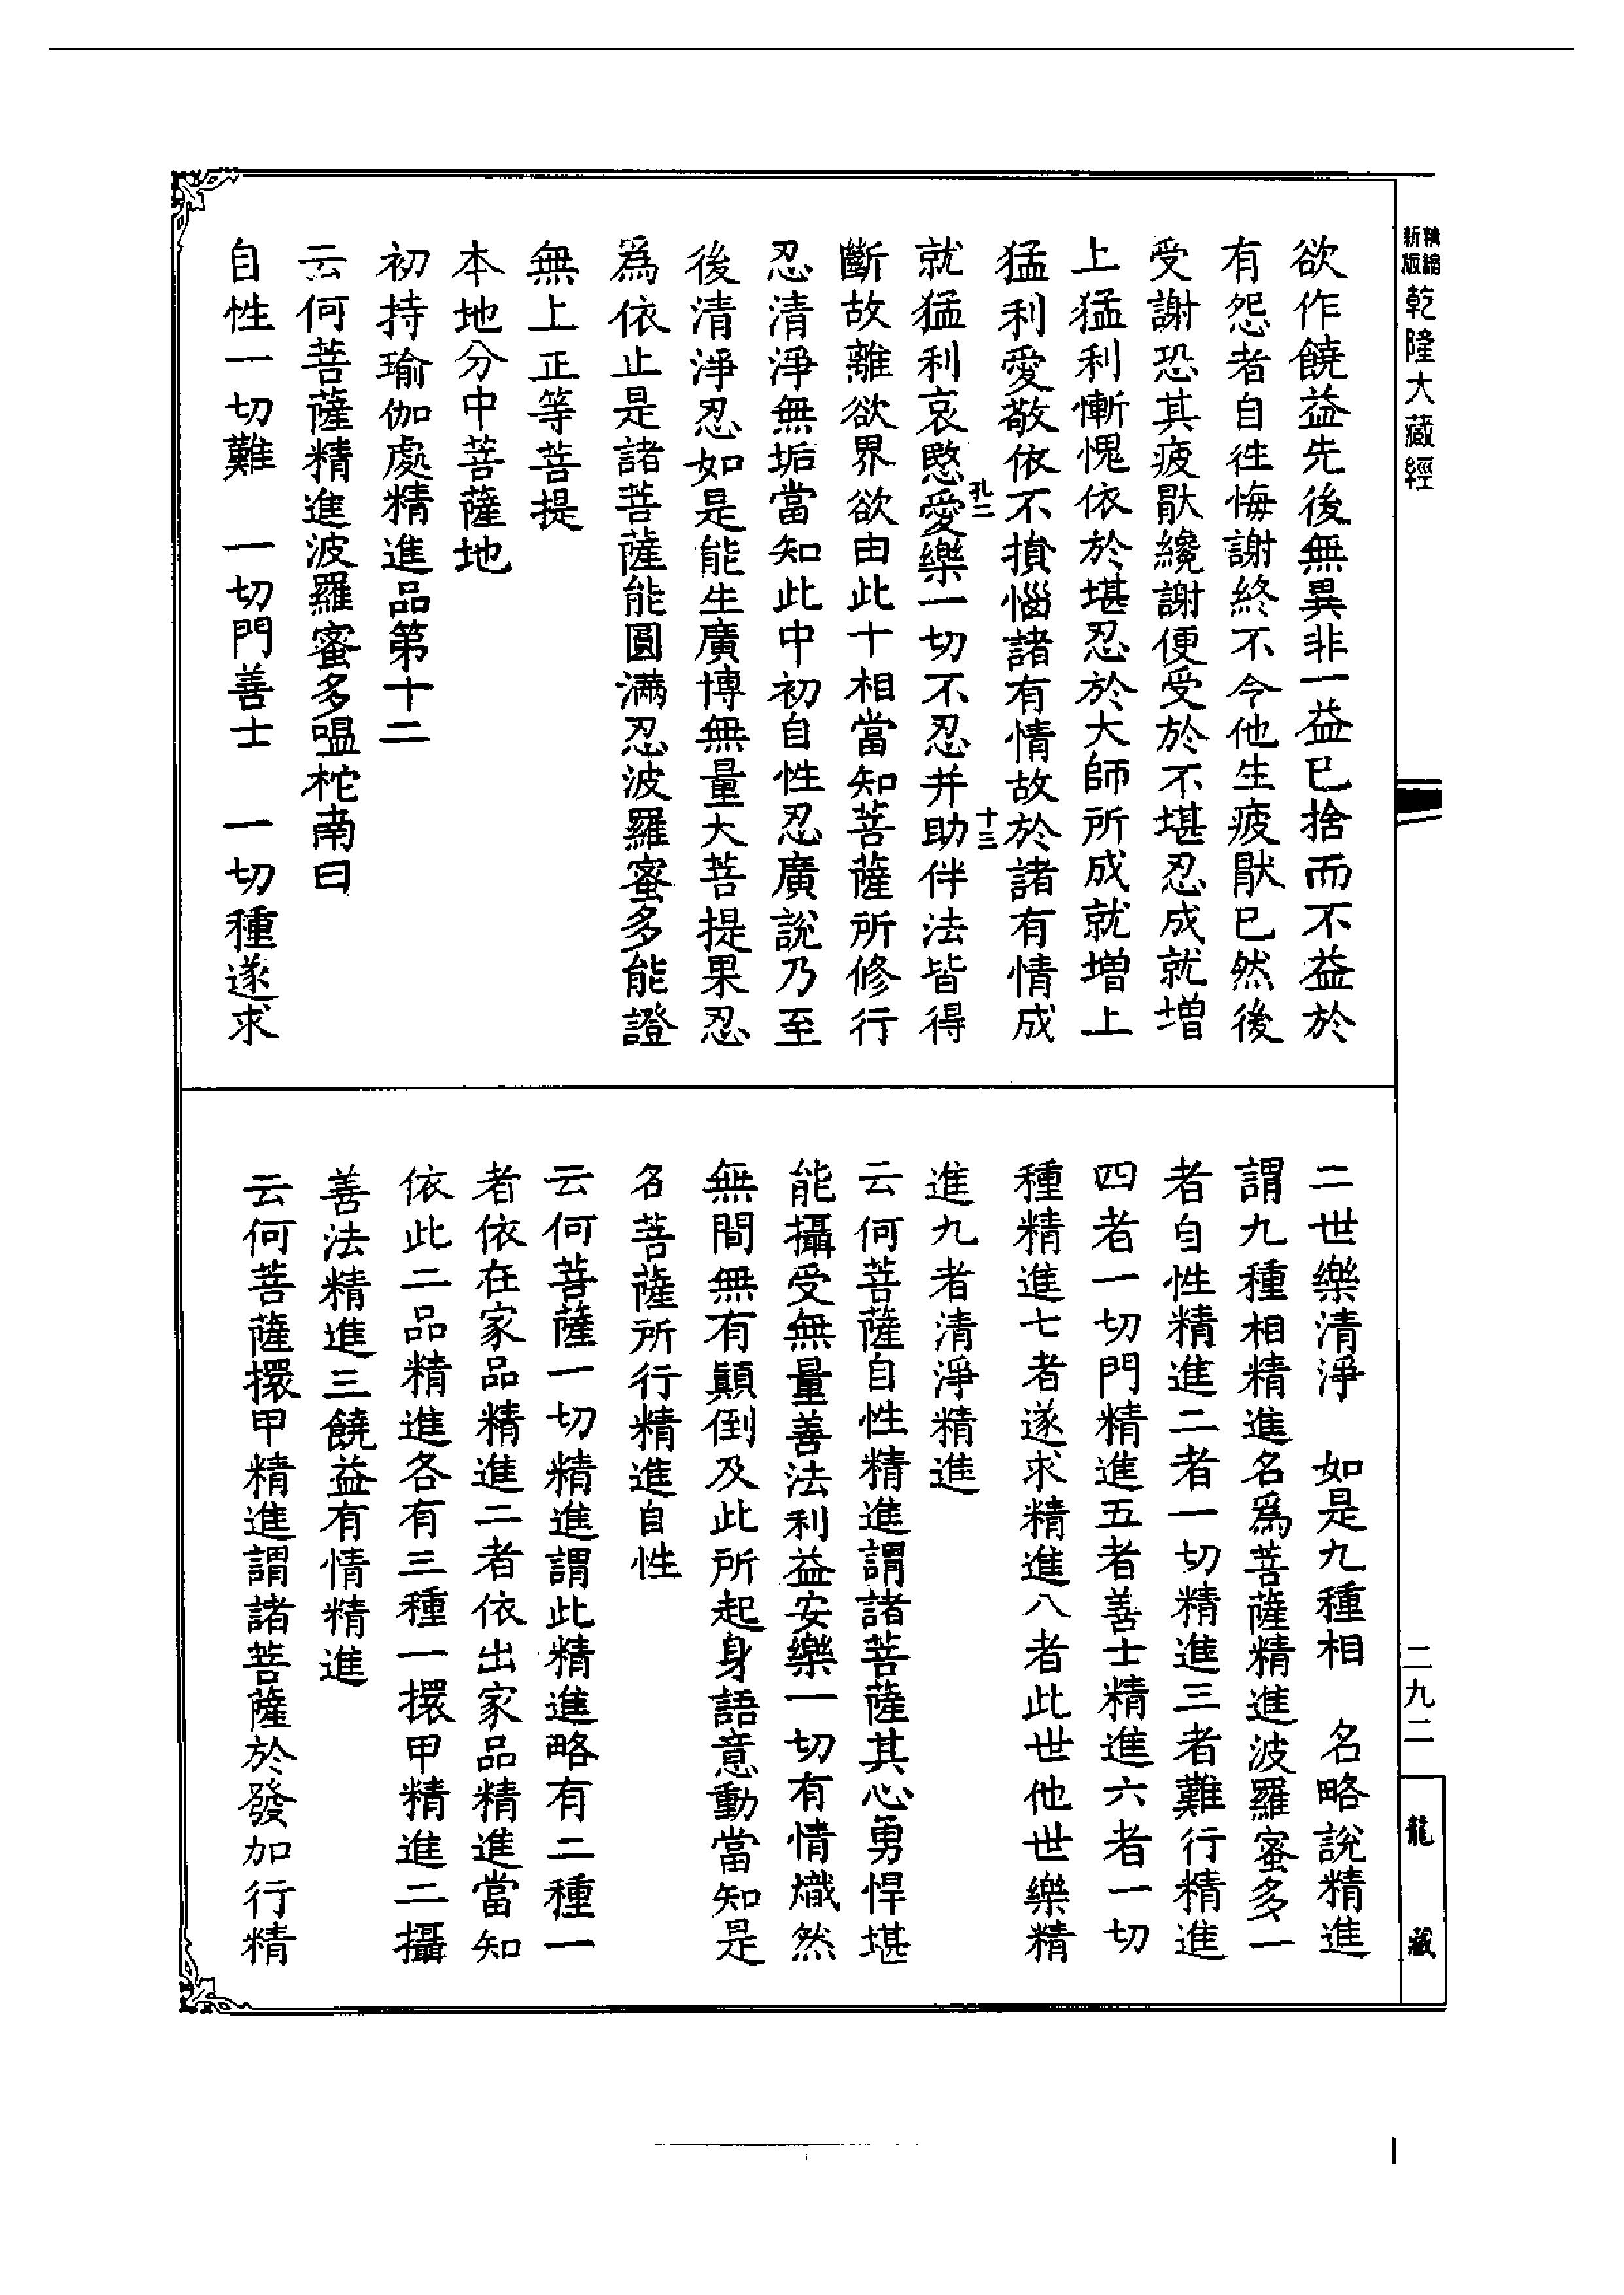 精縮新版乾隆大藏經
欲作饒益先後無異非一益已捨而不益於
有怨者自往悔謝終不令他生疲猒已然後
受謝恐其疲猒纔謝便受於不堪忍成就增
上猛利慚愧依於堪忍於大師所成就增上
猛利愛敬依不損惱諸有情故於諸有情成
孔二
十三
就猛利哀愍愛樂一切不忍并助伴法皆得
斷故離欲界欲由此十相當知菩薩所修行
忍清淨無垢當知此中初自性忍廣說乃至
後清淨忍如是能生廣博無量大菩提果忍
爲依止是諸菩薩能圓滿忍波羅蜜多能證
無上正等菩提
本地分中菩薩地
初持瑜伽處精進品第十二
云何菩薩精進波羅蜜多嗢柁南曰
自性一切難　一切門善士　一切種遂求
二世樂清淨　如是九種相　名略說精進
謂九種相精進名爲菩薩精進波羅蜜多一
者自性精進二者一切精進三者難行精進
四者一切門精進五者善士精進六者一切
種精進七者遂求精進八者此世他世樂精
進九者清淨精進
云何菩薩自性精進謂諸菩薩其心勇悍堪
能攝受無量善法利益安樂一切有情熾然
無間無有顛倒及此所起身語意動當知是
名菩薩所行精進自性
云何菩薩一切精進謂此精進略有二種一
者依在家品精進二者依出家品精進當知
依此二品精進各有三種一擐甲精進二攝
善法精進三饒益有情精進
云何菩薩擐甲精進謂諸菩薩於發加行精
二九二
龍藏